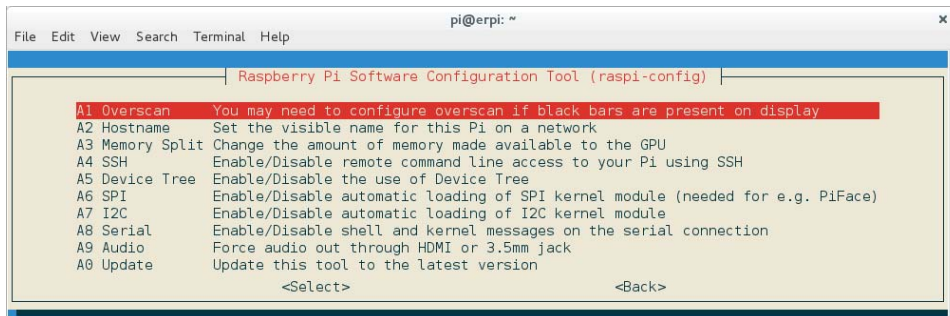 pi@erpi: ~ x
File Edit View Search Terminal Help
Raspberry Pi Software Configuration Tool (raspi-config)
A1 Overscan You may need to configure overscan if black bars are present on display
A2 Hostname Set the visible name for this Pi on a network
A3 Memory Split Change the amount of memory made available to the GPU
A4 SSH Enable/Disable remote command line access to your Pi using SSH
A5 Device Tree Enable/Disable the use of Device Tree
A6 SPI Enable/Disable automatic loading of SPI kernel module (needed for e.g. PiFace)
A7 I2C Enable/Disable automatic loading of I2C kernel module
A8 Serial Enable/Disable shell and kernel messages on the serial connection
A9 Audio Force audio out through HDMI or 3.5mm jack
A0 Update Update this tool to the latest version
<Select> <Back>